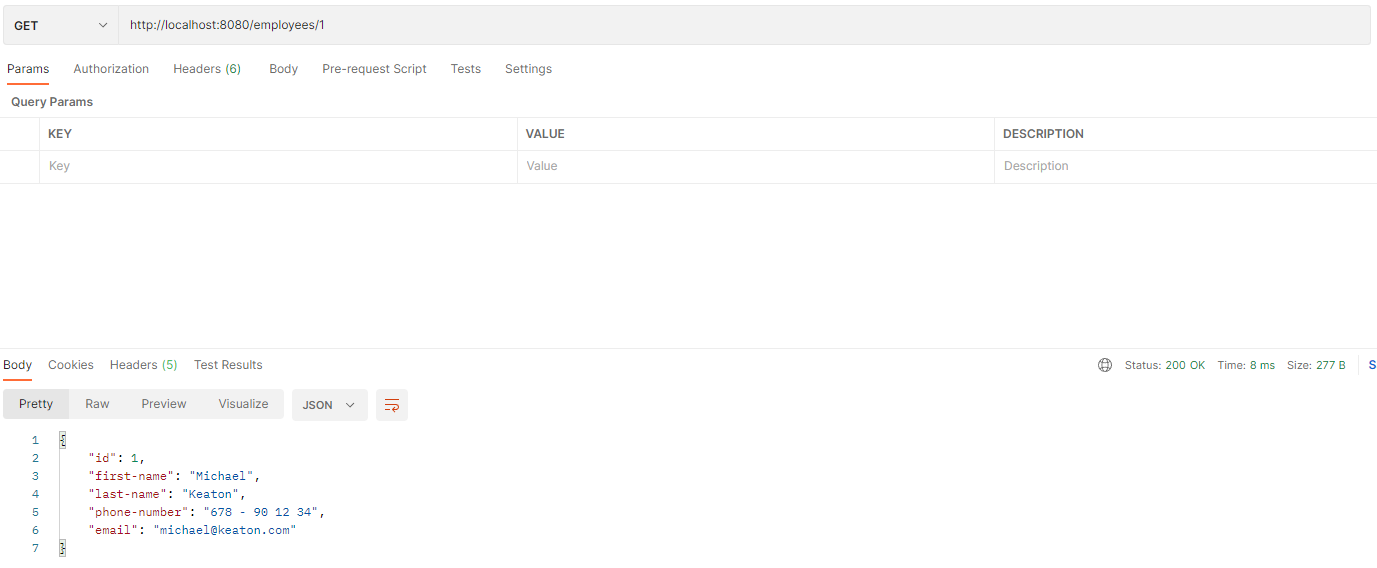 GET http://localhost:8080/employees/1
Params Authorization Headers (6) Body Pre-request Script Tests Settings
Query Params
KEY VALUE DESCRIPTION
Key Value Description
Body Cookies Headers (5) Test Results Status: 200 OK Time: 8 ms Size: 277 B S
Pretty Raw Preview Visualize JSON
1 {
2 "id": 1,
3 "first-name": "Michael",
4 "last-name": "Keaton",
5 "phone-number": "678 - 90 12 34",
6 "email": "michael@keaton.com"
7 }